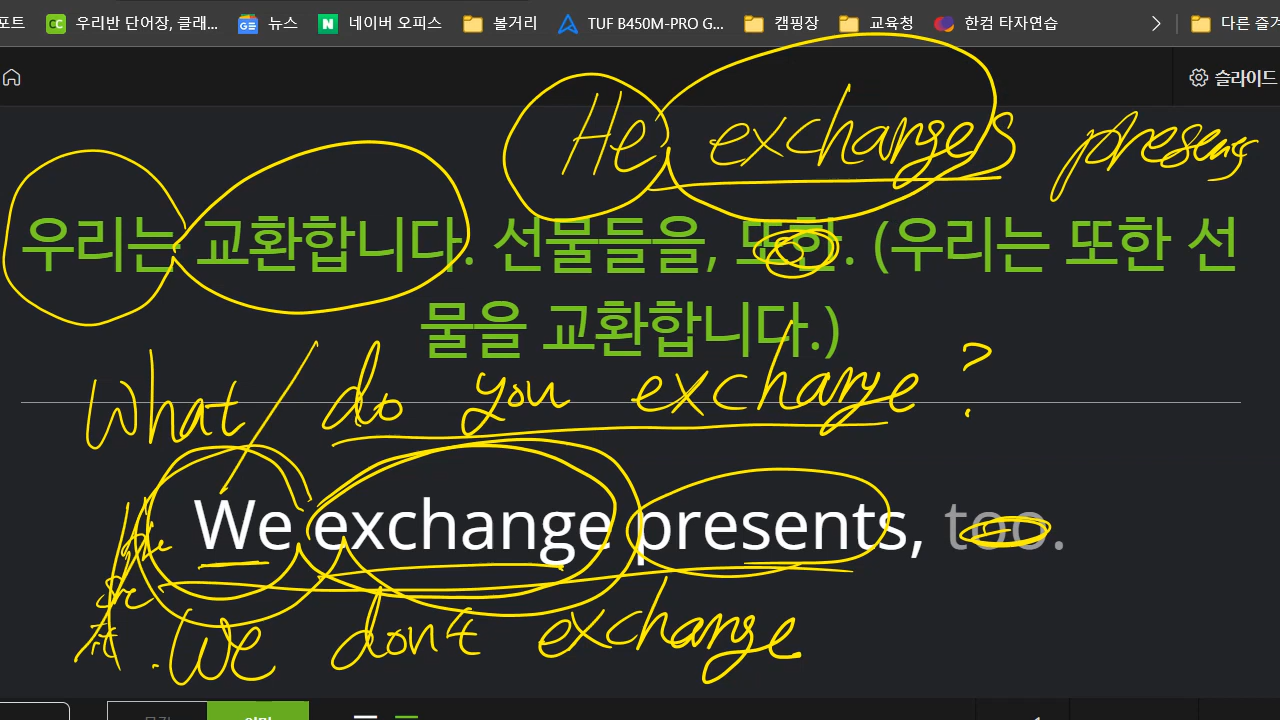 포트 우리반 단어장, 클래... 뉴스 네이버 오피스 볼거리 TUF B450M-PRO G... 캠핑장 교육청 한컴 타자연습 다른 즐겨
슬라이드
He exchanges presents
우리는 교환합니다. 선물들을, 또한. (우리는 또한 선
물을 교환합니다.)
What / do you exchange ?
We exchange presents, too.
he
she
it
We don't exchange